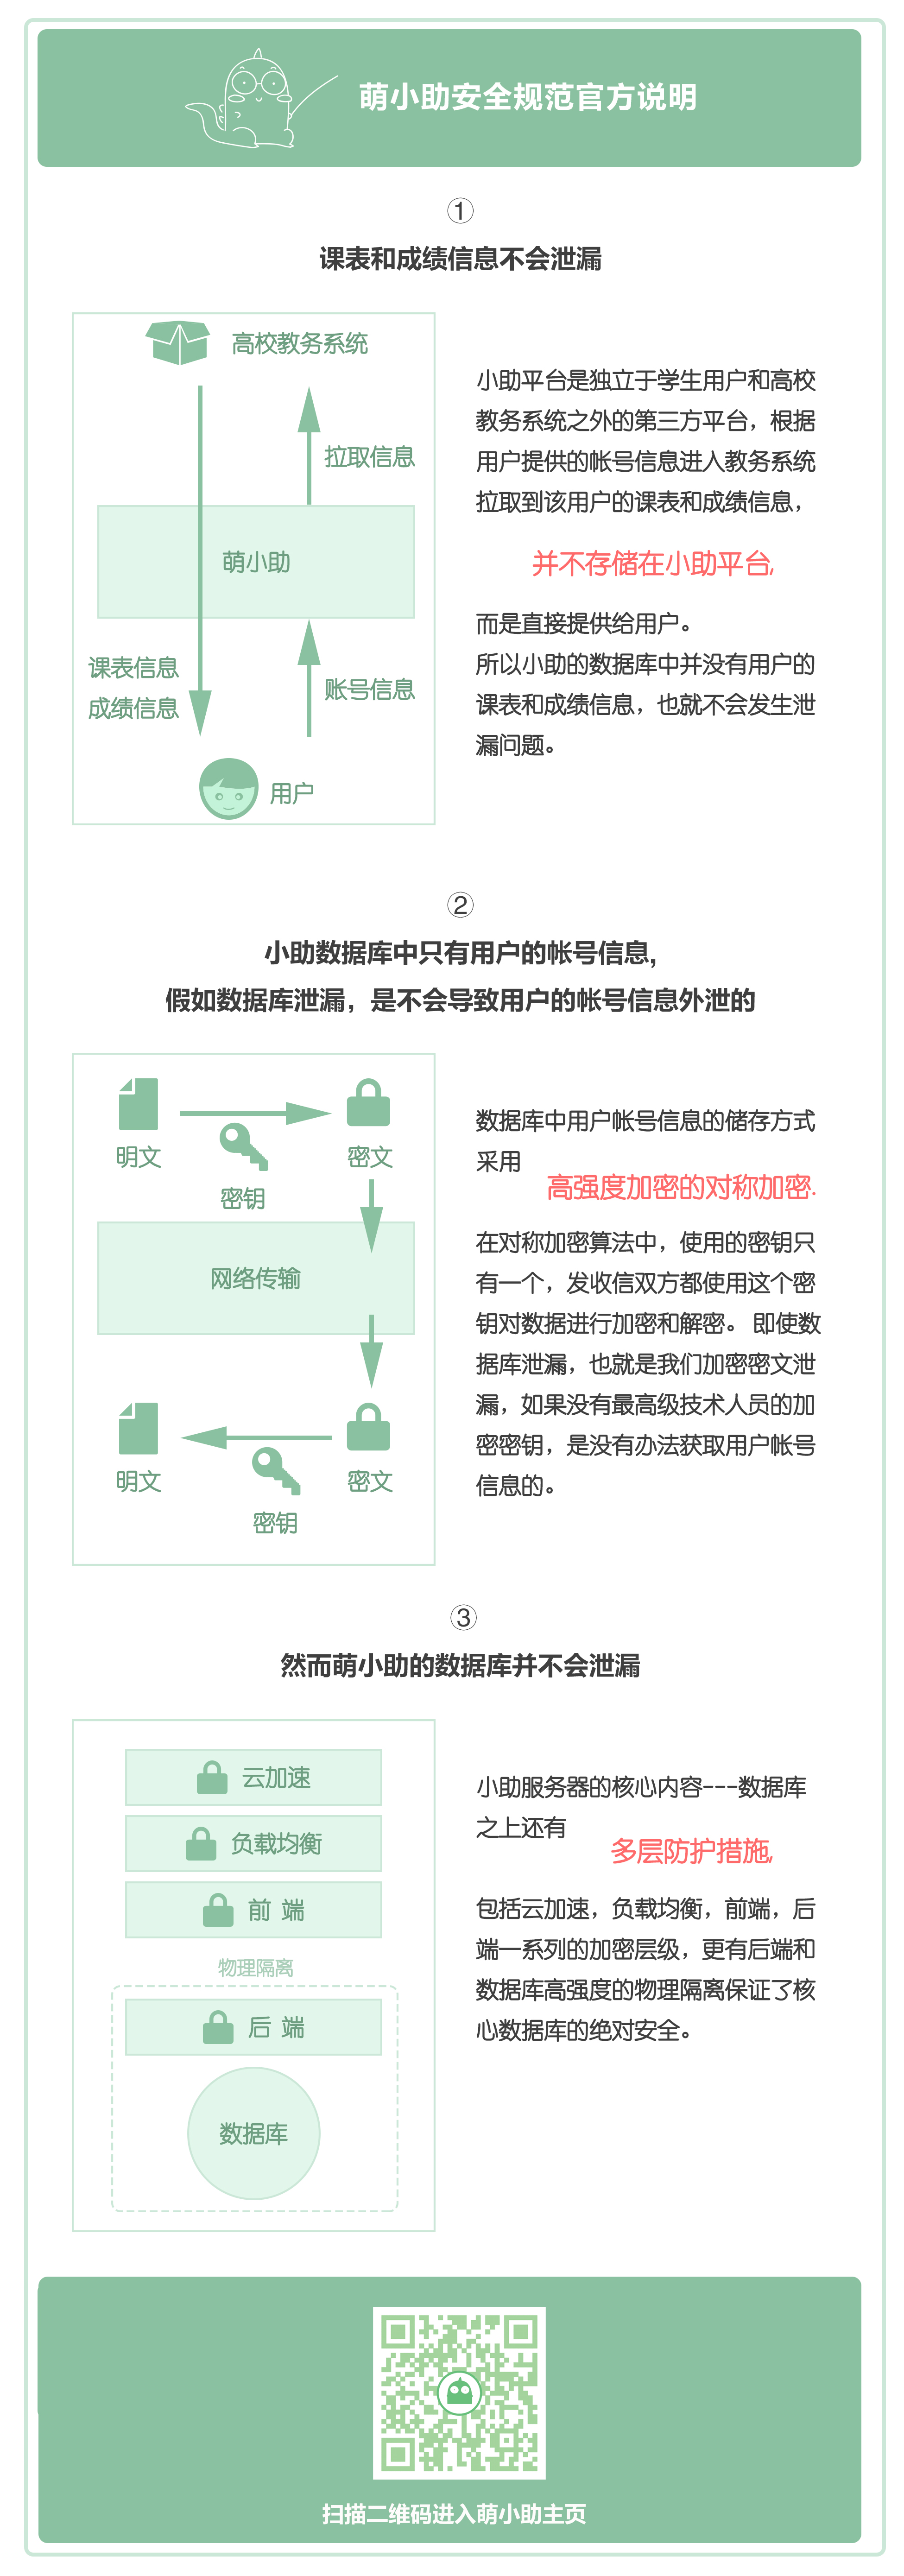 萌小助安全规范官方说明
①
课表和成绩信息不会泄漏
高校教务系统
拉取信息
萌小助
课表信息
成绩信息
账号信息
用户
小助平台是独立于学生用户和高校
教务系统之外的第三方平台，根据
用户提供的帐号信息进入教务系统
拉取到该用户的课表和成绩信息，
并不存储在小助平台,
而是直接提供给用户。
所以小助的数据库中并没有用户的
课表和成绩信息，也就不会发生泄
漏问题。
②
小助数据库中只有用户的帐号信息,
假如数据库泄漏，是不会导致用户的帐号信息外泄的
明文
密钥
密文
网络传输
明文
密钥
密文
数据库中用户帐号信息的储存方式
采用
高强度加密的对称加密.
在对称加密算法中，使用的密钥只
有一个，发收信双方都使用这个密
钥对数据进行加密和解密。 即使数
据库泄漏，也就是我们加密密文泄
漏，如果没有最高级技术人员的加
密密钥，是没有办法获取用户帐号
信息的。
③
然而萌小助的数据库并不会泄漏
云加速
负载均衡
前 端
物理隔离
后 端
数据库
小助服务器的核心内容---数据库
之上还有
多层防护措施,
包括云加速，负载均衡，前端，后
端一系列的加密层级，更有后端和
数据库高强度的物理隔离保证了核
心数据库的绝对安全。
扫描二维码进入萌小助主页